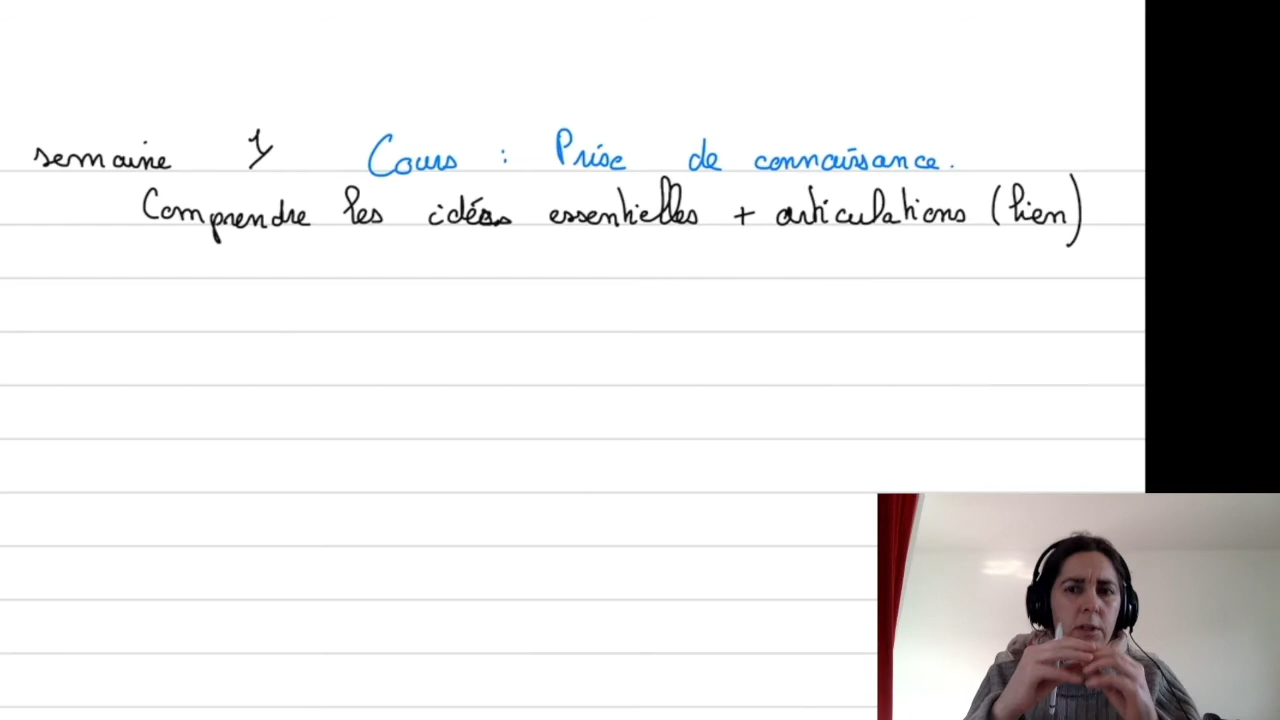 semaine 1 Cours : Prise de connaissance.
Comprendre les idées essentielles + articulations (lien)